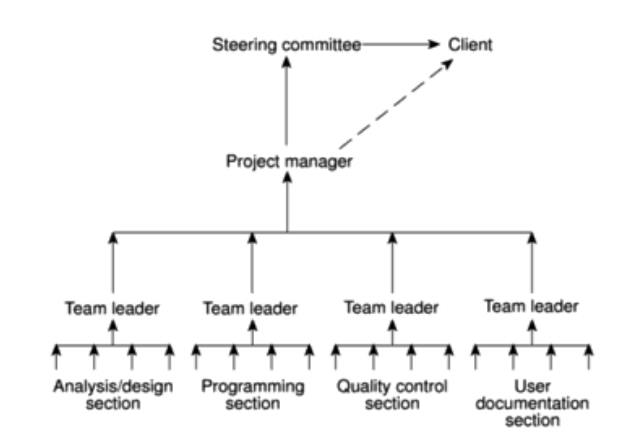 Steering committee
Client
Project manager
Team leader
Team leader
Team leader
Team leader
Analysis/design
section
Programming
section
Quality control
section
User
documentation
section